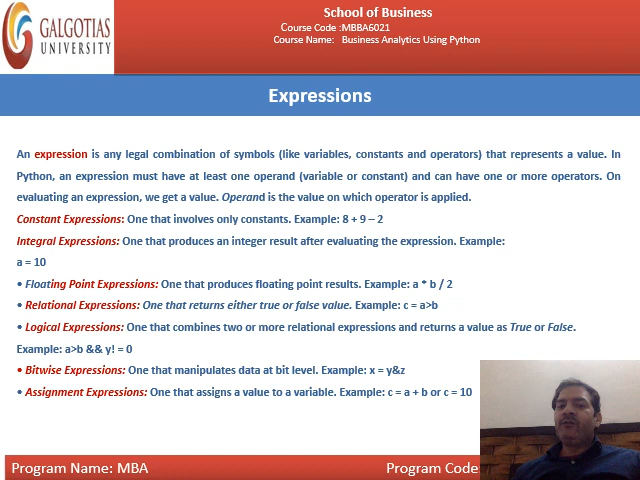 GALGOTIAS
UNIVERSITY
School of Business
Course Code :MBBA6021
Course Name: Business Analytics Using Python
Expressions
An expression is any legal combination of symbols (like variables, constants and operators) that represents a value. In
Python, an expression must have at least one operand (variable or constant) and can have one or more operators. On
evaluating an expression, we get a value. Operand is the value on which operator is applied.
Constant Expressions: One that involves only constants. Example: 8 + 9 – 2
Integral Expressions: One that produces an integer result after evaluating the expression. Example:
a = 10
• Floating Point Expressions: One that produces floating point results. Example: a * b / 2
• Relational Expressions: One that returns either true or false value. Example: c = a>b
• Logical Expressions: One that combines two or more relational expressions and returns a value as True or False.
Example: a>b && y! = 0
• Bitwise Expressions: One that manipulates data at bit level. Example: x = y&z
• Assignment Expressions: One that assigns a value to a variable. Example: c = a + b or c = 10
Program Name: MBA
Program Code: